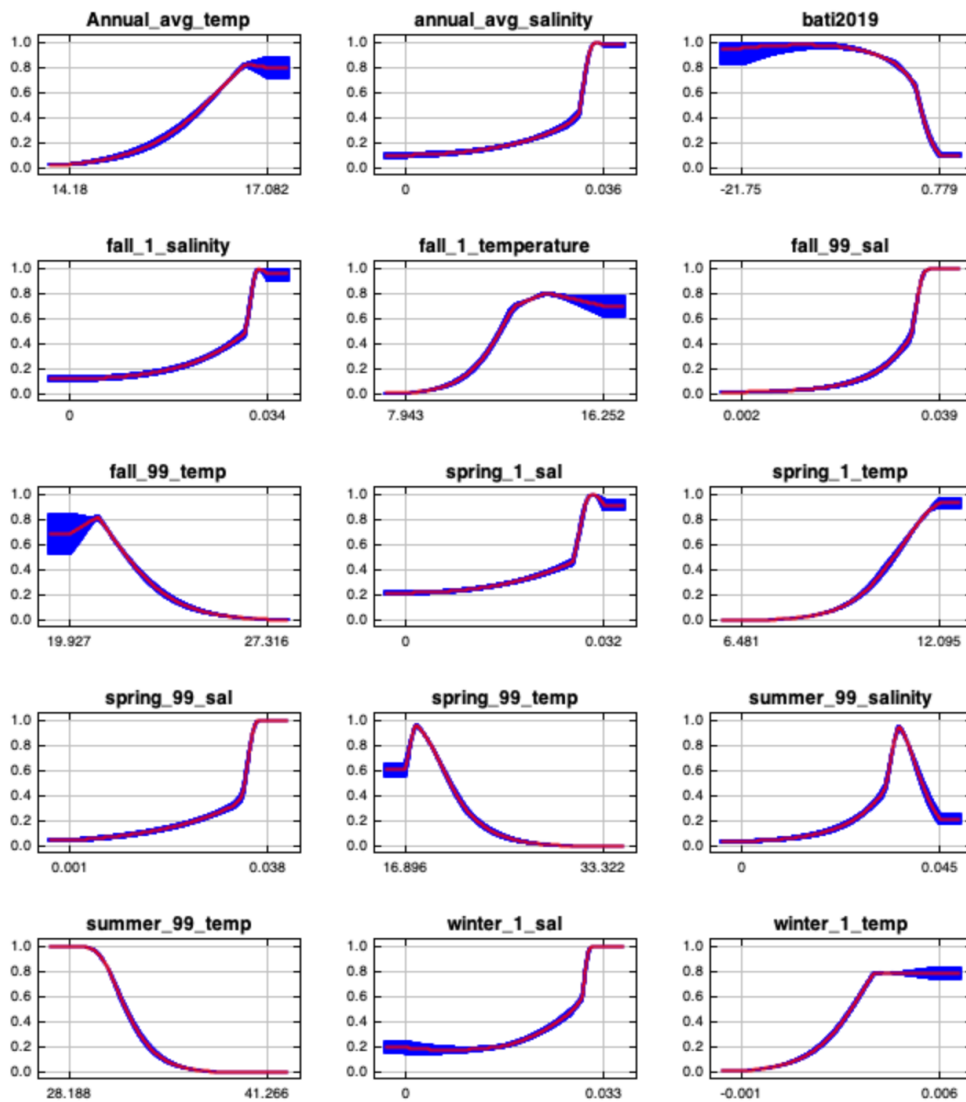 Annual_avg_temp annual_avg_salinity bati2019
1.0 1.0 1.0
0.8 0.8 0.8
0.6 0.6 0.6
0.4 0.4 0.4
0.2 0.2 0.2
0.0 0.0 0.0
14.18 17.082 0 0.036 -21.75 0.779
fall_1_salinity fall_1_temperature fall_99_sal
1.0 1.0 1.0
0.8 0.8 0.8
0.6 0.6 0.6
0.4 0.4 0.4
0.2 0.2 0.2
0.0 0.0 0.0
0 0.034 7.943 16.252 0.002 0.039
fall_99_temp spring_1_sal spring_1_temp
1.0 1.0 1.0
0.8 0.8 0.8
0.6 0.6 0.6
0.4 0.4 0.4
0.2 0.2 0.2
0.0 0.0 0.0
19.927 27.316 0 0.032 6.481 12.095
spring_99_sal spring_99_temp summer_99_salinity
1.0 1.0 1.0
0.8 0.8 0.8
0.6 0.6 0.6
0.4 0.4 0.4
0.2 0.2 0.2
0.0 0.0 0.0
0.001 0.038 16.896 33.322 0 0.045
summer_99_temp winter_1_sal winter_1_temp
1.0 1.0 1.0
0.8 0.8 0.8
0.6 0.6 0.6
0.4 0.4 0.4
0.2 0.2 0.2
0.0 0.0 0.0
28.188 41.266 0 0.033 -0.001 0.006